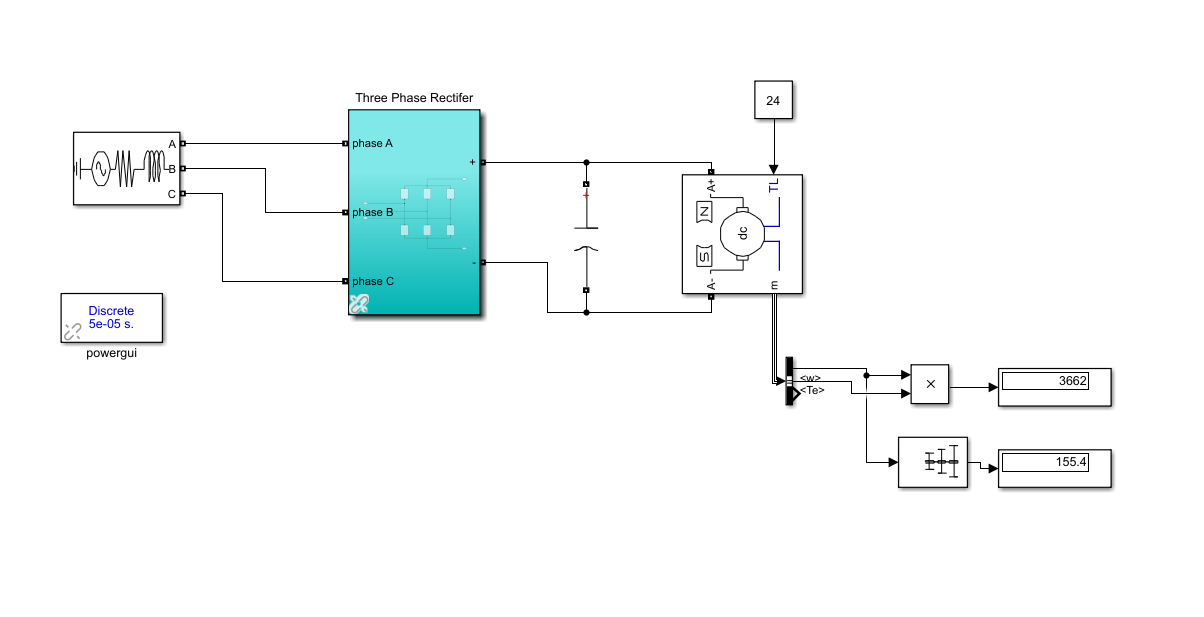 Three Phase Rectifer
24
A
B
C
phase A
phase B
phase C
+
-
+
A+
TL
N
dc
S
A-
m
Discrete
5e-05 s.
powergui
<w>
<Te>
×
3662
155.4